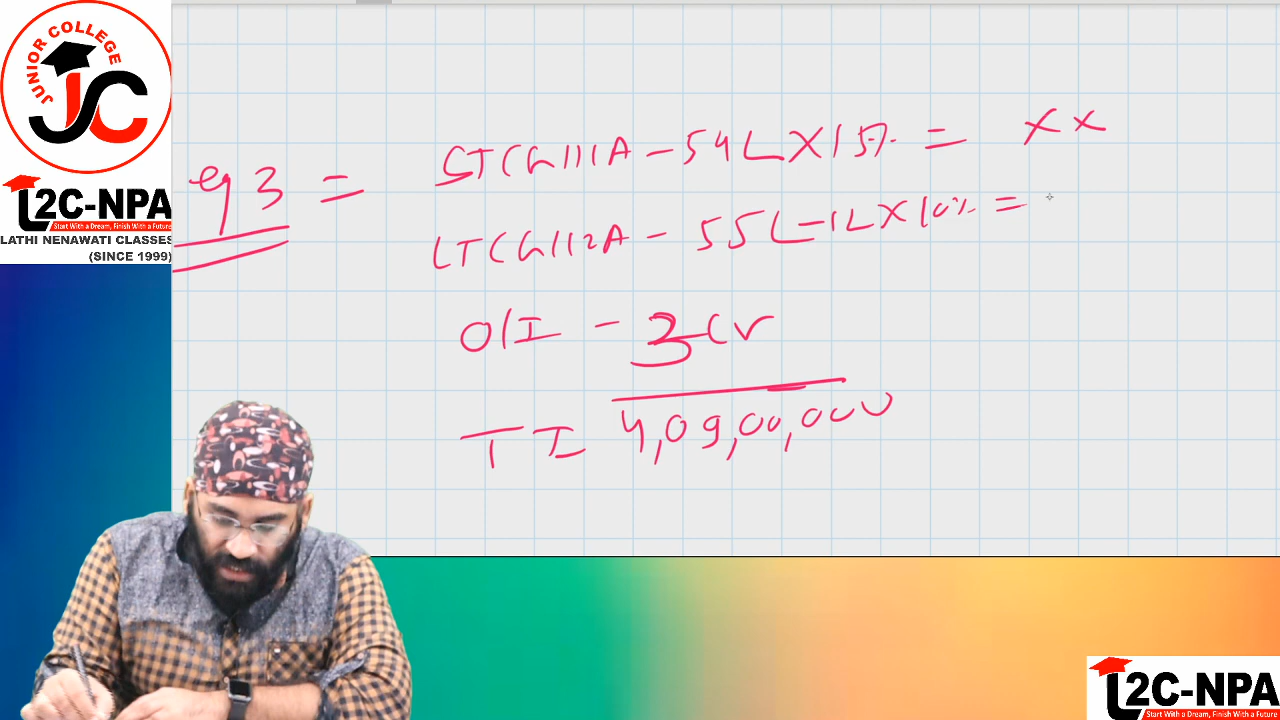 JUNIOR COLLEGE
JC
L2C-NPA
Start With a Dream, Finish With a Future
LATHI NENAWATI CLASSES
(SINCE 1999)
eg 3 =
STCG111A - 54L X 15% = XX
LTCG112A - 55L - 1L X 10% =
O/I - 3Cr
TI 4,09,00,000
L2C-NPA
Start With a Dream, Finish With a Future